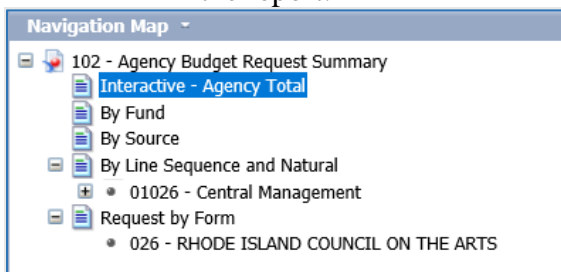 Navigation Map
102 - Agency Budget Request Summary
Interactive - Agency Total
By Fund
By Source
By Line Sequence and Natural
01026 - Central Management
Request by Form
026 - RHODE ISLAND COUNCIL ON THE ARTS